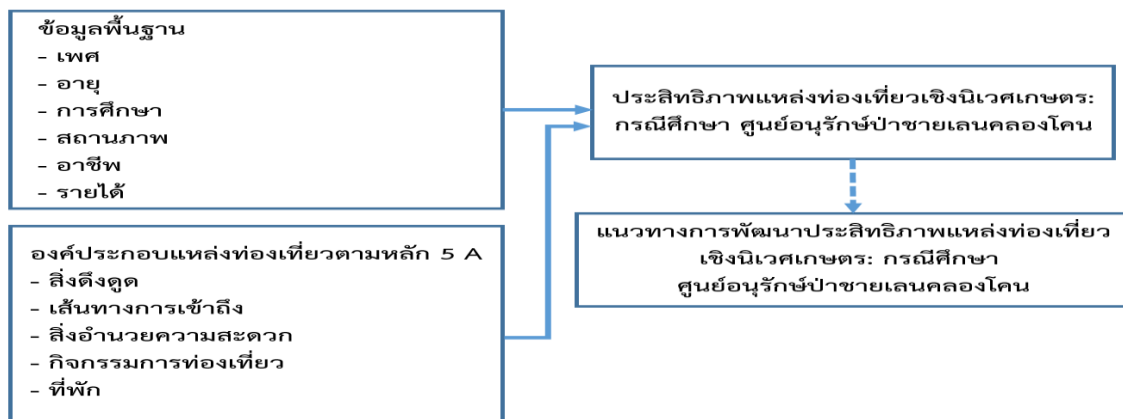 ข้อมูลพื้นฐาน
- เพศ
- อายุ
- การศึกษา
- สถานภาพ
- อาชีพ
- รายได้
องค์ประกอบแหล่งท่องเที่ยวตามหลัก 5 A
- สิ่งดึงดูด
- เส้นทางการเข้าถึง
- สิ่งอำนวยความสะดวก
- กิจกรรมการท่องเที่ยว
- ที่พัก
ประสิทธิภาพแหล่งท่องเที่ยวเชิงนิเวศเกษตร:
กรณีศึกษา ศูนย์อนุรักษ์ป่าชายเลนคลองโคน
แนวทางการพัฒนาประสิทธิภาพแหล่งท่องเที่ยว
เชิงนิเวศเกษตร: กรณีศึกษา
ศูนย์อนุรักษ์ป่าชายเลนคลองโคน